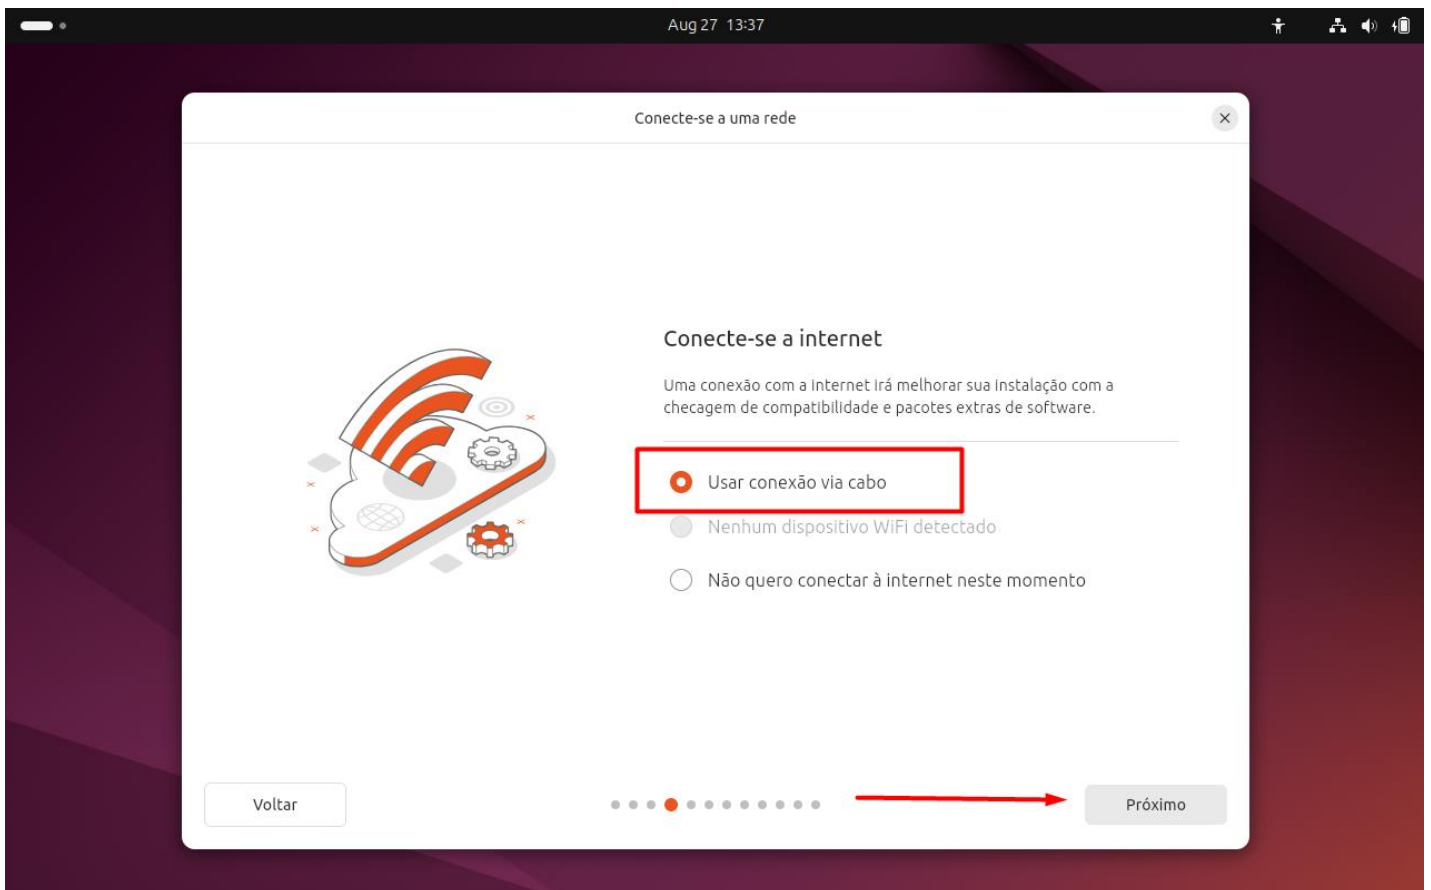 Aug 27 13:37
Conecte-se a uma rede
Conecte-se a internet
Uma conexão com a internet irá melhorar sua instalação com a
checagem de compatibilidade e pacotes extras de software.
Usar conexão via cabo
Nenhum dispositivo WiFi detectado
Não quero conectar à internet neste momento
Voltar
Próximo